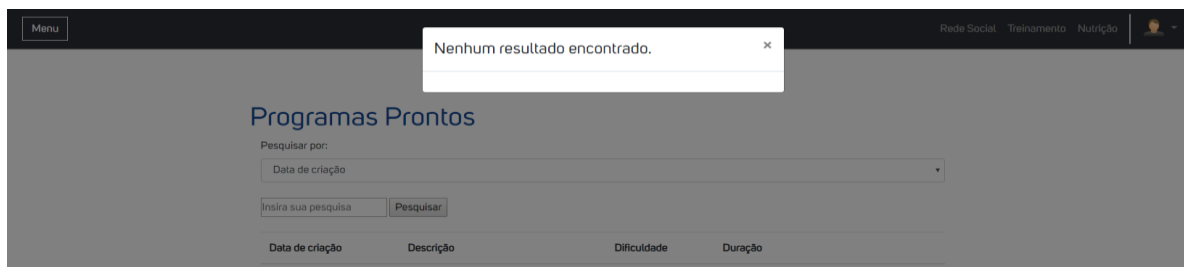 Menu
Rede Social Treinamento Nutrição
Nenhum resultado encontrado. ×
Programas Prontos
Pesquisar por:
Data de criação
Insira sua pesquisa Pesquisar
Data de criação Descrição Dificuldade Duração